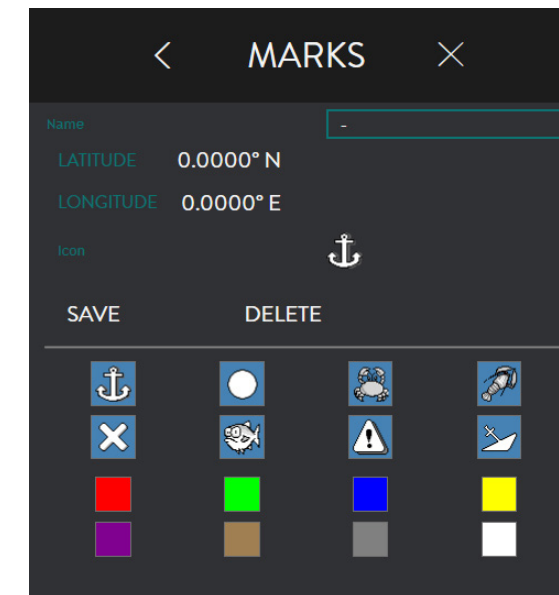 MARKS
Name -
LATITUDE 0.0000° N
LONGITUDE 0.0000° E
Icon
SAVE DELETE